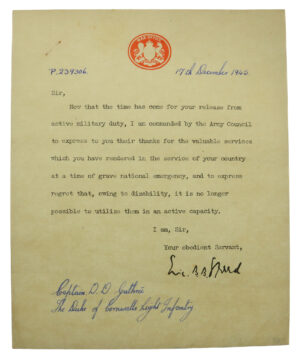 WAR OFFICE
P.239306.
17th December 1940.
Sir,
Now that the time has come for your release from
active military duty, I am commanded by the Army Council
to express to you their thanks for the valuable services
which you have rendered in the service of your country
at a time of grave national emergency, and to express
regret that, owing to disability, it is no longer
possible to utilize them in an active capacity.
I am, Sir,
Your obedient Servant,
Captain D. D. Guthrie
The Duke of Cornwalls Light Infantry